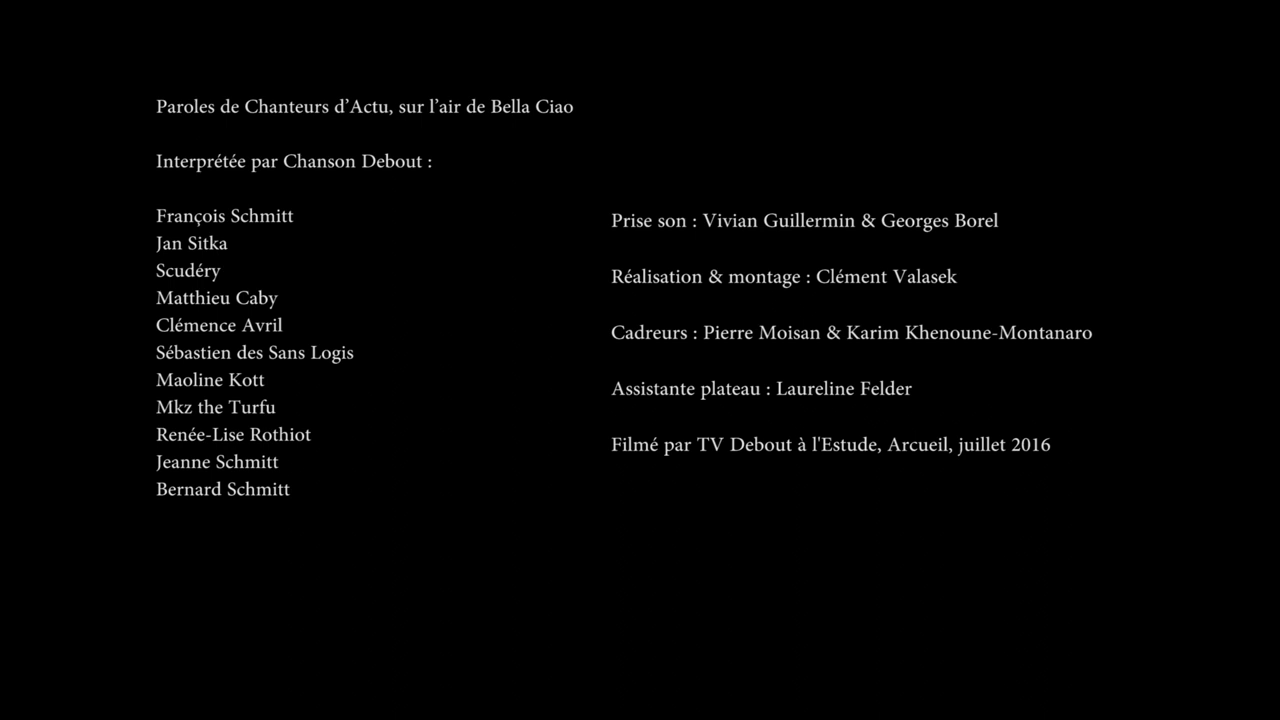 Paroles de Chanteurs d’Actu, sur l’air de Bella Ciao
Interprétée par Chanson Debout :
François Schmitt
Jan Sitka
Scudéry
Matthieu Caby
Clémence Avril
Sébastien des Sans Logis
Maoline Kott
Mkz the Turfu
Renée-Lise Rothiot
Jeanne Schmitt
Bernard Schmitt
Prise son : Vivian Guillermin & Georges Borel
Réalisation & montage : Clément Valasek
Cadreurs : Pierre Moisan & Karim Khenoune-Montanaro
Assistante plateau : Laureline Felder
Filmé par TV Debout à l'Estude, Arcueil, juillet 2016